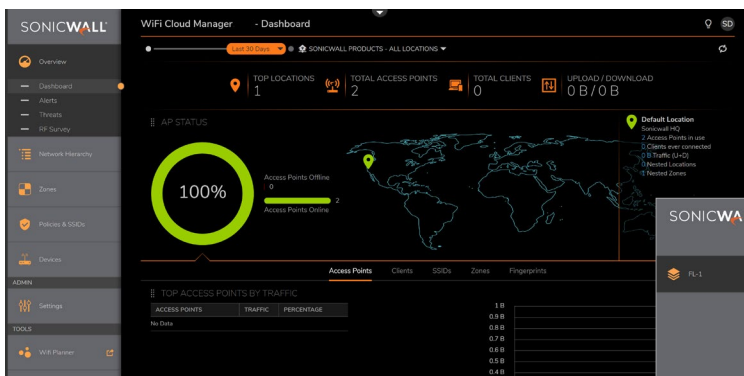 SONICWALL
WiFi Cloud Manager - Dashboard
SD
Last 30 Days
SONICWALL PRODUCTS - ALL LOCATIONS
Overview
Dashboard
Alerts
Threats
RF Survey
Network Hierarchy
Zones
Policies & SSIDs
Devices
ADMIN
Settings
TOOLS
Wifi Planner
TOP LOCATIONS
1
TOTAL ACCESS POINTS
2
TOTAL CLIENTS
0
UPLOAD / DOWNLOAD
0 B / 0 B
AP STATUS
100%
Access Points Offline
0
2
Access Points Online
Default Location
Sonicwall HQ
2 Access Points in use
0 Clients ever connected
0 B Traffic (U+D)
0 Nested Locations
1 Nested Zones
Access Points Clients SSIDs Zones Fingerprints
TOP ACCESS POINTS BY TRAFFIC
ACCESS POINTS TRAFFIC PERCENTAGE
No Data
1 B
0.9 B
0.8 B
0.7 B
0.6 B
0.5 B
0.4 B
SONICWA
FL-1